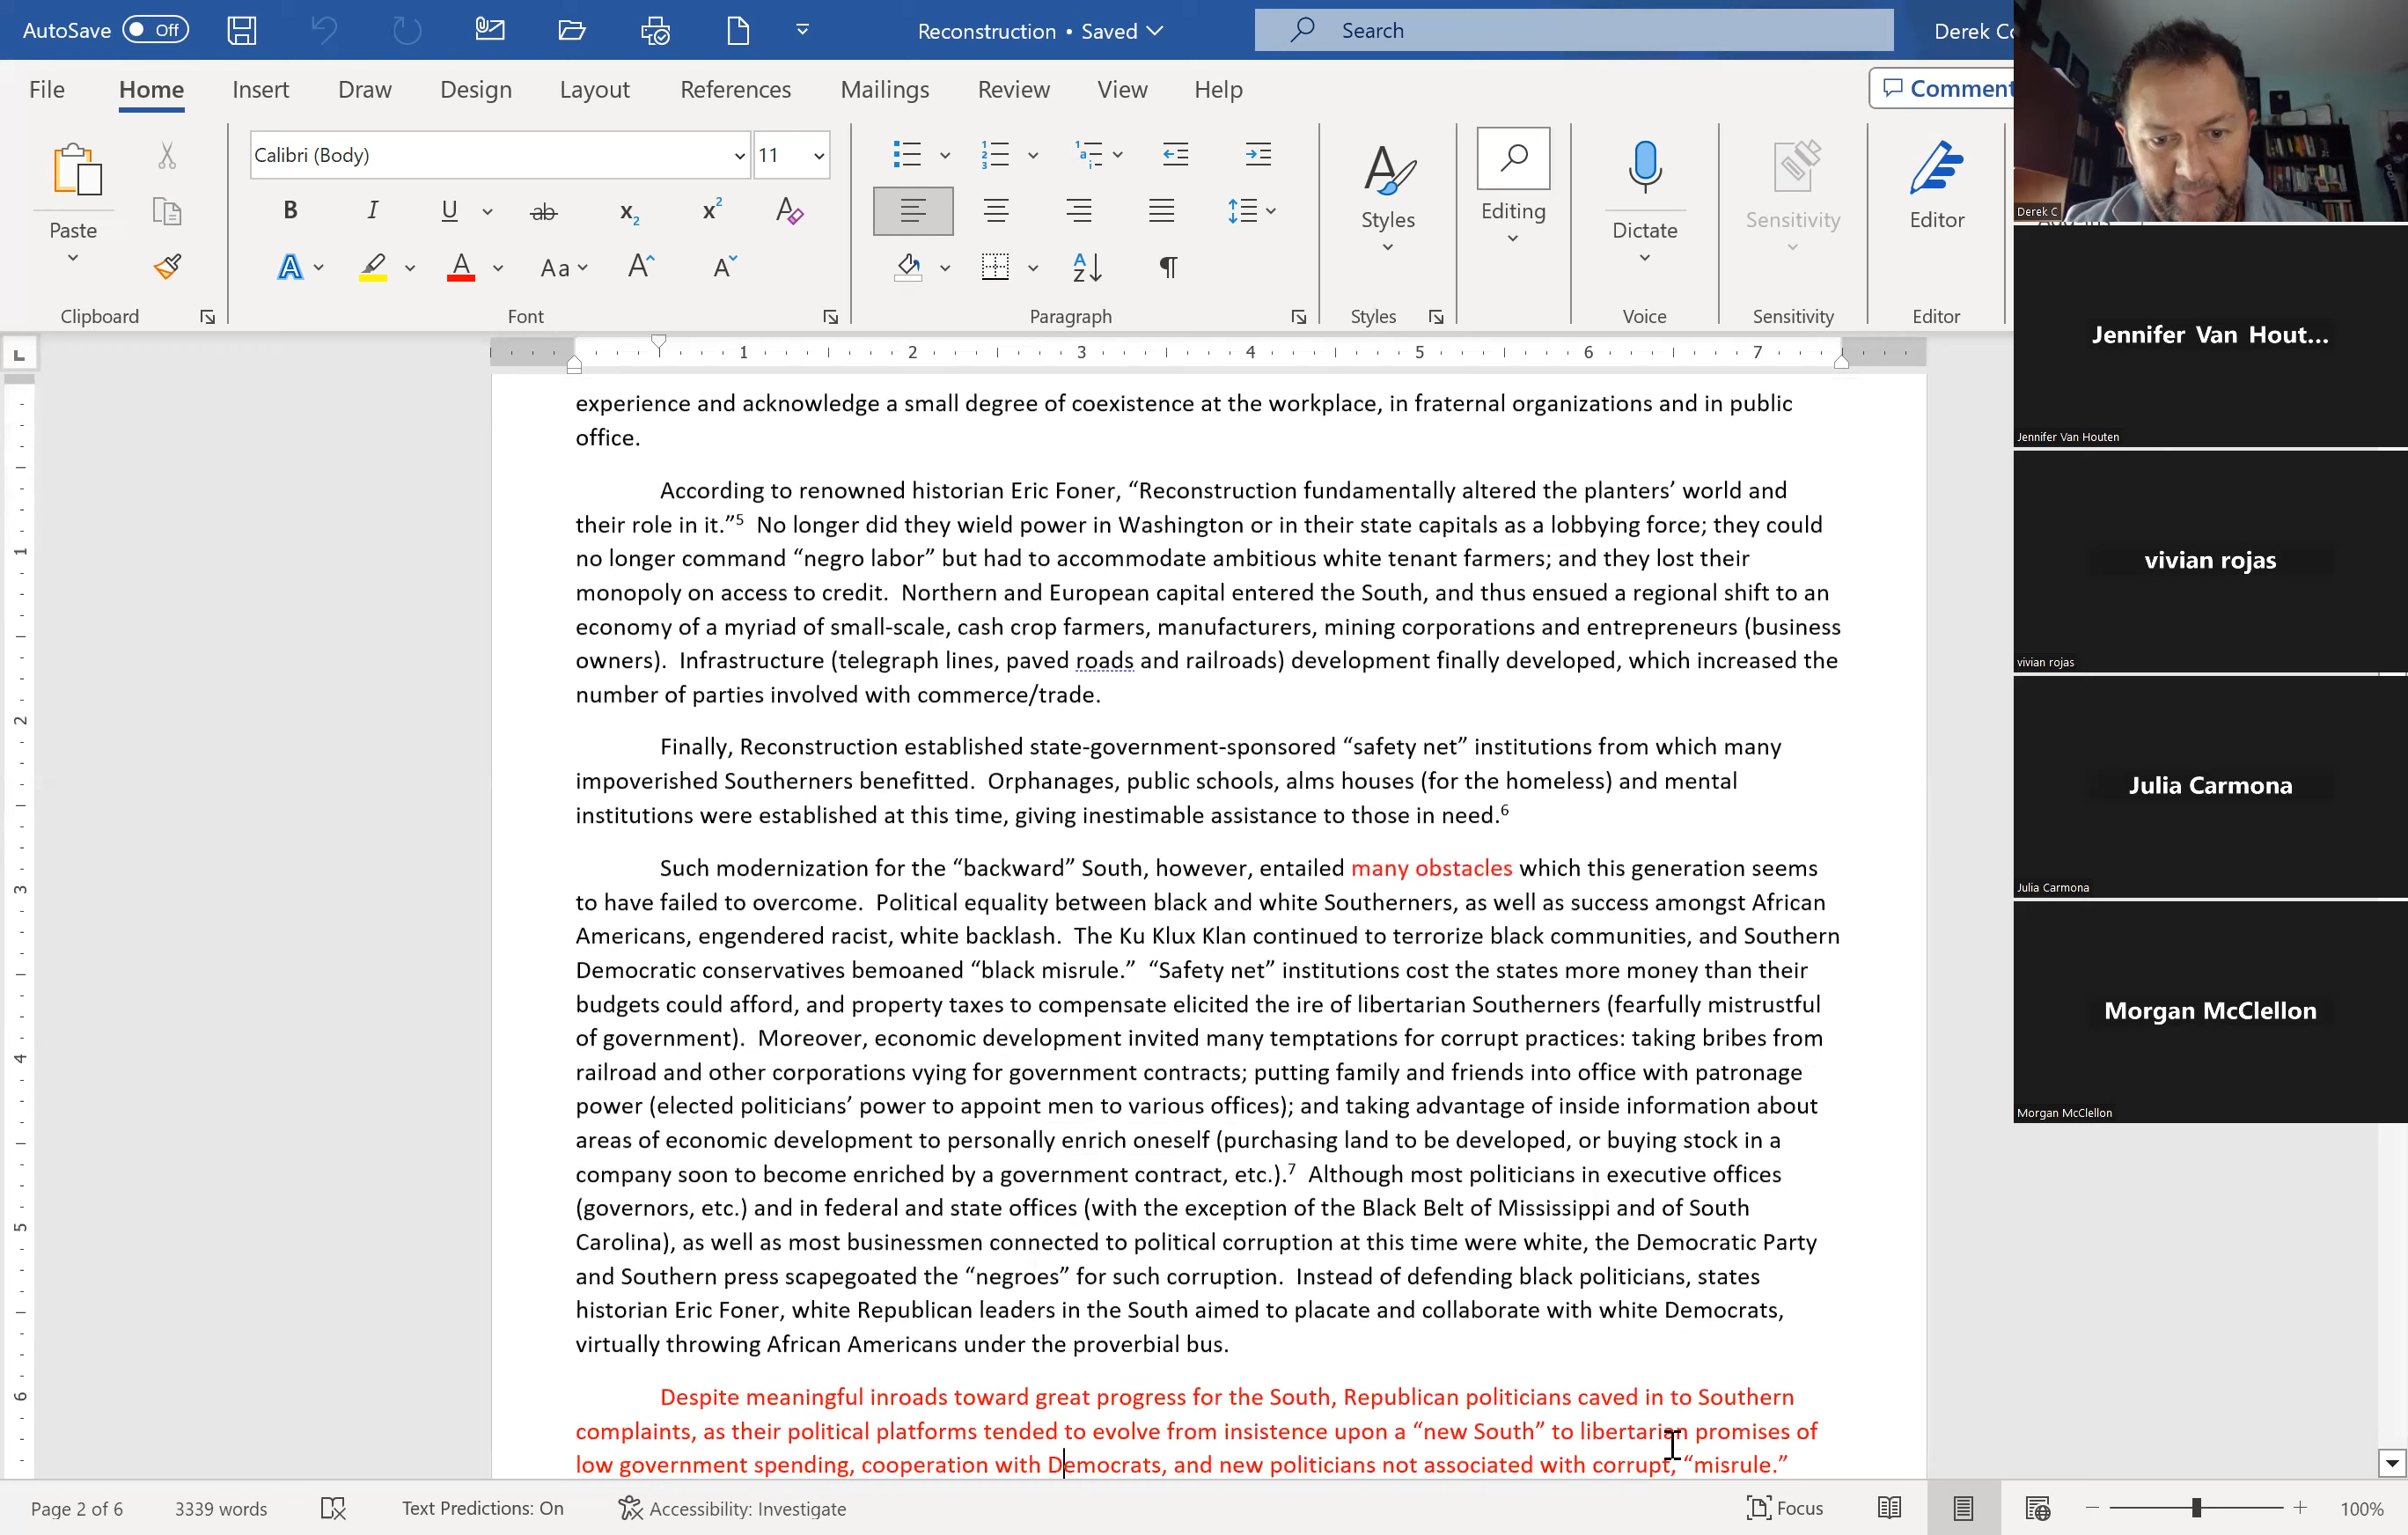 AutoSave Off Reconstruction • Saved Search Derek Co
File Home Insert Draw Design Layout References Mailings Review View Help Comment
Calibri (Body) 11
Paste
B I U ab x2 x2
A A Aa A A
Styles Editing Dictate Sensitivity Editor
Clipboard Font Paragraph Styles Voice Sensitivity Editor
1 2 3 4 5 6 7
experience and acknowledge a small degree of coexistence at the workplace, in fraternal organizations and in public
office.
According to renowned historian Eric Foner, “Reconstruction fundamentally altered the planters’ world and
their role in it.”5 No longer did they wield power in Washington or in their state capitals as a lobbying force; they could
no longer command “negro labor” but had to accommodate ambitious white tenant farmers; and they lost their
monopoly on access to credit. Northern and European capital entered the South, and thus ensued a regional shift to an
economy of a myriad of small-scale, cash crop farmers, manufacturers, mining corporations and entrepreneurs (business
owners). Infrastructure (telegraph lines, paved roads and railroads) development finally developed, which increased the
number of parties involved with commerce/trade.
Finally, Reconstruction established state-government-sponsored “safety net” institutions from which many
impoverished Southerners benefitted. Orphanages, public schools, alms houses (for the homeless) and mental
institutions were established at this time, giving inestimable assistance to those in need.6
Such modernization for the “backward” South, however, entailed many obstacles which this generation seems
to have failed to overcome. Political equality between black and white Southerners, as well as success amongst African
Americans, engendered racist, white backlash. The Ku Klux Klan continued to terrorize black communities, and Southern
Democratic conservatives bemoaned “black misrule.” “Safety net” institutions cost the states more money than their
budgets could afford, and property taxes to compensate elicited the ire of libertarian Southerners (fearfully mistrustful
of government). Moreover, economic development invited many temptations for corrupt practices: taking bribes from
railroad and other corporations vying for government contracts; putting family and friends into office with patronage
power (elected politicians’ power to appoint men to various offices); and taking advantage of inside information about
areas of economic development to personally enrich oneself (purchasing land to be developed, or buying stock in a
company soon to become enriched by a government contract, etc.).7 Although most politicians in executive offices
(governors, etc.) and in federal and state offices (with the exception of the Black Belt of Mississippi and of South
Carolina), as well as most businessmen connected to political corruption at this time were white, the Democratic Party
and Southern press scapegoated the “negroes” for such corruption. Instead of defending black politicians, states
historian Eric Foner, white Republican leaders in the South aimed to placate and collaborate with white Democrats,
virtually throwing African Americans under the proverbial bus.
Despite meaningful inroads toward great progress for the South, Republican politicians caved in to Southern
complaints, as their political platforms tended to evolve from insistence upon a “new South” to libertarian promises of
low government spending, cooperation with Democrats, and new politicians not associated with corrupt, “misrule.”
1
2
3
4
5
6
Derek C
Jennifer Van Hout...
Jennifer Van Houten
vivian rojas
vivian rojas
Julia Carmona
Julia Carmona
Morgan McClellon
Morgan McClellon
Page 2 of 6 3339 words Text Predictions: On Accessibility: Investigate Focus 100%